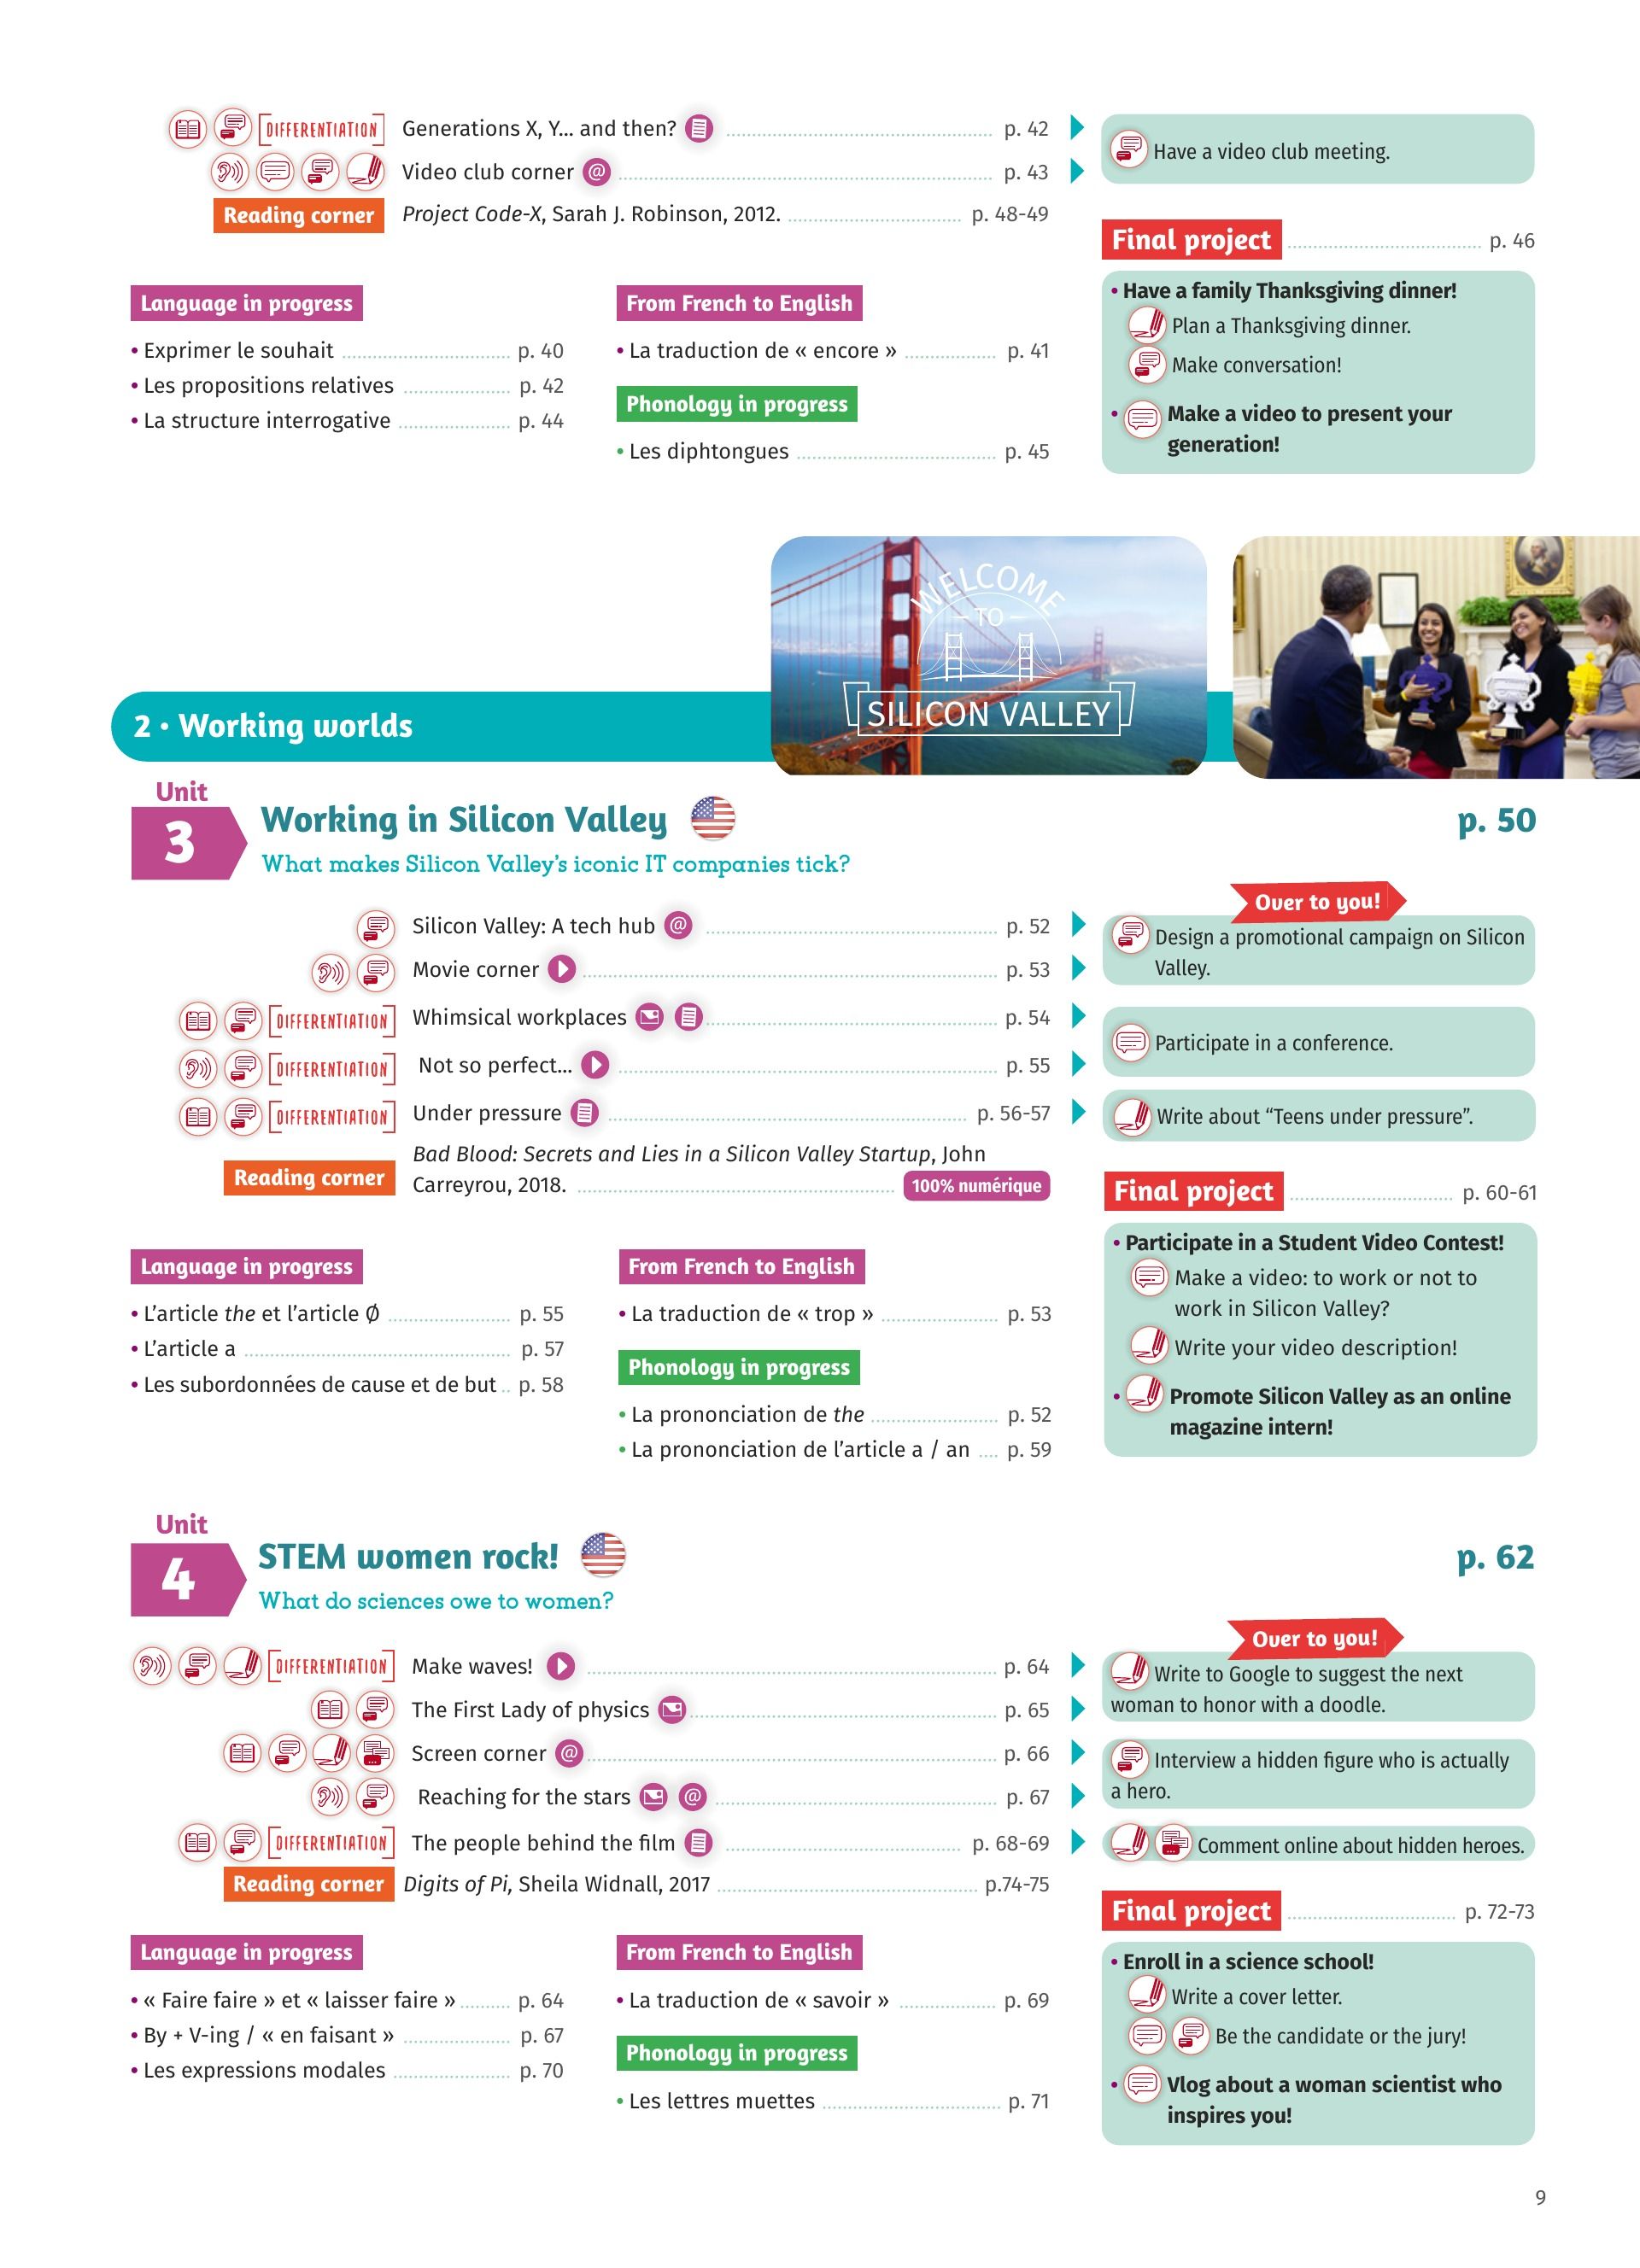 [DIFFERENTIATION] Generations X, Y... and then? .... p. 42
Video club corner @ .... p. 43
Reading corner Project Code-X, Sarah J. Robinson, 2012. .... p. 48-49
Have a video club meeting.
Final project .... p. 46
• Have a family Thanksgiving dinner!
Plan a Thanksgiving dinner.
Make conversation!
• Make a video to present your
generation!
Language in progress
• Exprimer le souhait .... p. 40
• Les propositions relatives .... p. 42
• La structure interrogative .... p. 44
From French to English
• La traduction de « encore » .... p. 41
Phonology in progress
• Les diphtongues .... p. 45
WELCOME
TO
SILICON VALLEY
2 • Working worlds
Unit
3
Working in Silicon Valley p. 50
What makes Silicon Valley's iconic IT companies tick?
Silicon Valley: A tech hub @ .... p. 52
Movie corner .... p. 53
[DIFFERENTIATION] Whimsical workplaces .... p. 54
[DIFFERENTIATION] Not so perfect... .... p. 55
[DIFFERENTIATION] Under pressure .... p. 56-57
Reading corner Bad Blood: Secrets and Lies in a Silicon Valley Startup, John
Carreyrou, 2018. .... 100% numérique
Over to you!
Design a promotional campaign on Silicon
Valley.
Participate in a conference.
Write about “Teens under pressure”.
Final project .... p. 60-61
• Participate in a Student Video Contest!
Make a video: to work or not to
work in Silicon Valley?
Write your video description!
• Promote Silicon Valley as an online
magazine intern!
Language in progress
• L'article the et l'article Ø .... p. 55
• L'article a .... p. 57
• Les subordonnées de cause et de but .. p. 58
From French to English
• La traduction de « trop » .... p. 53
Phonology in progress
• La prononciation de the .... p. 52
• La prononciation de l'article a / an .... p. 59
Unit
4
STEM women rock! p. 62
What do sciences owe to women?
[DIFFERENTIATION] Make waves! .... p. 64
The First Lady of physics .... p. 65
Screen corner @ .... p. 66
Reaching for the stars @ .... p. 67
[DIFFERENTIATION] The people behind the film .... p. 68-69
Reading corner Digits of Pi, Sheila Widnall, 2017 .... p.74-75
Over to you!
Write to Google to suggest the next
woman to honor with a doodle.
Interview a hidden figure who is actually
a hero.
Comment online about hidden heroes.
Final project .... p. 72-73
• Enroll in a science school!
Write a cover letter.
Be the candidate or the jury!
• Vlog about a woman scientist who
inspires you!
Language in progress
• « Faire faire » et « laisser faire » .... p. 64
• By + V-ing / « en faisant » .... p. 67
• Les expressions modales .... p. 70
From French to English
• La traduction de « savoir » .... p. 69
Phonology in progress
• Les lettres muettes .... p. 71
9